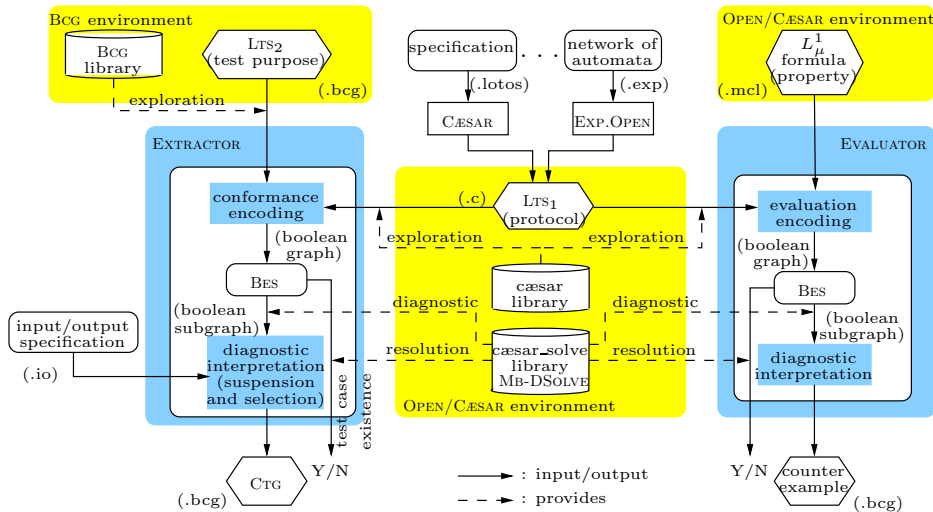 BCG environment
BCG
library
LTS2
(test purpose)
(.bcg)
exploration
specification
. . .
network of
automata
(.lotos)
(.exp)
CÆSAR
EXP.OPEN
OPEN/CÆSAR environment
L1μ
formula
(property)
(.mcl)
EXTRACTOR
EVALUATOR
conformance
encoding
(.c)
LTS1
(protocol)
evaluation
encoding
exploration
exploration
(boolean
graph)
(boolean
graph)
BES
cæsar
library
BES
diagnostic
diagnostic
(boolean
subgraph)
(boolean
subgraph)
input/output
specification
(.io)
diagnostic
interpretation
(suspension
and selection)
resolution
cæsar_solve
library
MB-DSOLVE
resolution
diagnostic
interpretation
test case
existence
OPEN/CÆSAR environment
Y/N
Y/N
CTG
(.bcg)
: input/output
: provides
counter
example
(.bcg)